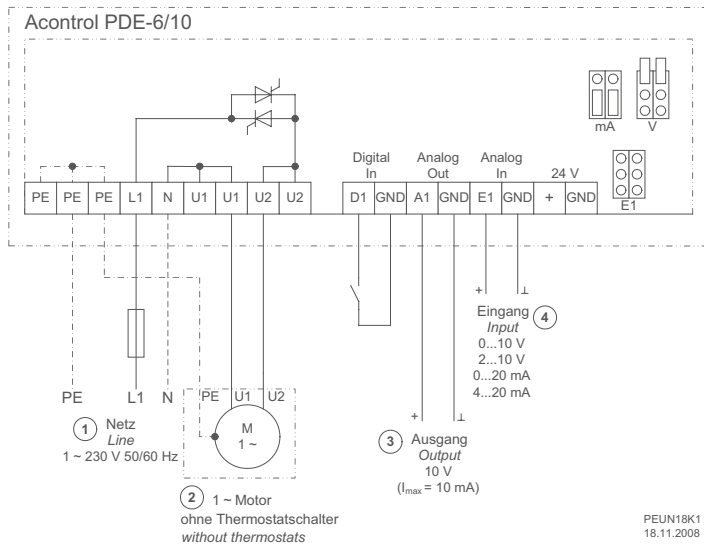 Acontrol PDE-6/10
mA
V
E1
Digital
In
Analog
Out
Analog
In
24 V
PE PE PE L1 N U1 U1 U2 U2
D1 GND A1 GND E1 GND + GND
+ ⊥
Eingang
Input
0...10 V
2...10 V
0...20 mA
4...20 mA
4
PE L1 N
PE U1 U2
M
1 ~
1 Netz
Line
1 ~ 230 V 50/60 Hz
+ ⊥
3 Ausgang
Output
10 V
(Imax = 10 mA)
2 1 ~ Motor
ohne Thermostatschalter
without thermostats
PEUN18K1
18.11.2008